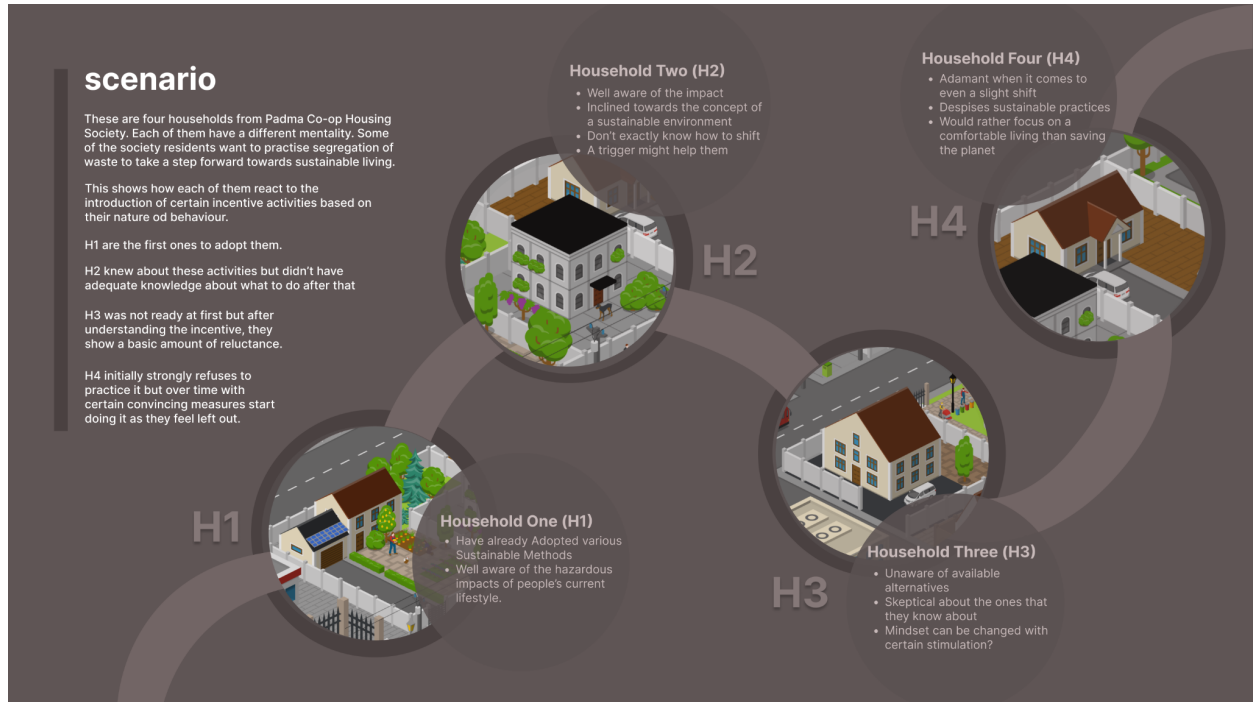 scenario
These are four households from Padma Co-op Housing
Society. Each of them have a different mentality. Some
of the society residents want to practise segregation of
waste to take a step forward towards sustainable living.
This shows how each of them react to the
introduction of certain incentive activities based on
their nature od behaviour.
H1 are the first ones to adopt them.
H2 knew about these activities but didn't have
adequate knowledge about what to do after that
H3 was not ready at first but after
understanding the incentive, they
show a basic amount of reluctance.
H4 initially strongly refuses to
practice it but over time with
certain convincing measures start
doing it as they feel left out.
H1
Household One (H1)
• Have already Adopted various
Sustainable Methods
• Well aware of the hazardous
impacts of people's current
lifestyle.
Household Two (H2)
• Well aware of the impact
• Inclined towards the concept of
a sustainable environment
• Don't exactly know how to shift
• A trigger might help them
H2
H3
Household Three (H3)
• Unaware of available
alternatives
• Skeptical about the ones that
they know about
• Mindset can be changed with
certain stimulation?
Household Four (H4)
• Adamant when it comes to
even a slight shift
• Despises sustainable practices
• Would rather focus on a
comfortable living than saving
the planet
H4